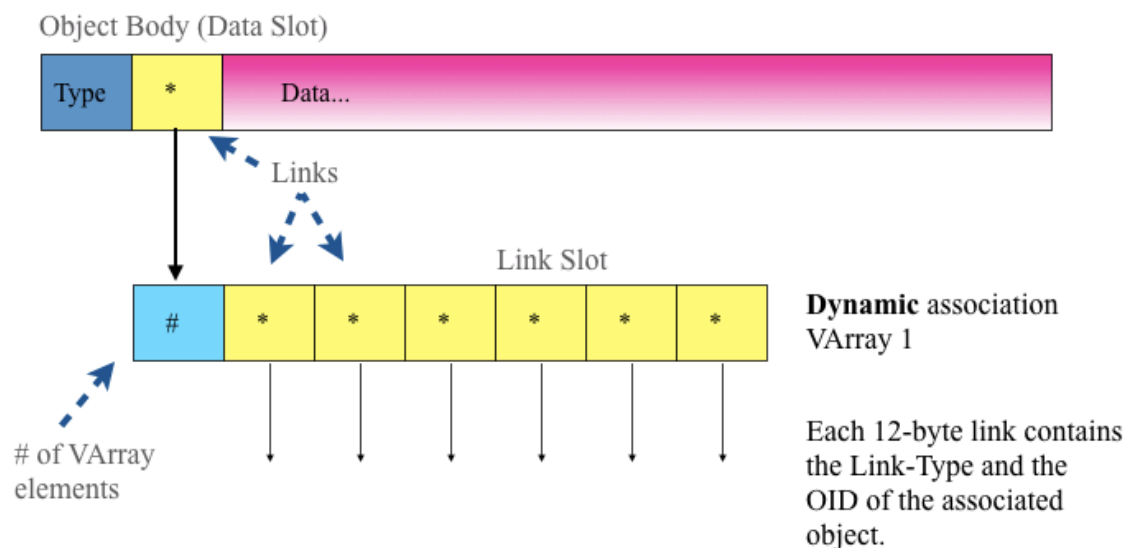 Object Body (Data Slot)
Type
*
Data...
Links
Link Slot
#
*
*
*
*
*
*
Dynamic association
VArray 1
# of VArray
elements
Each 12-byte link contains
the Link-Type and the
OID of the associated
object.